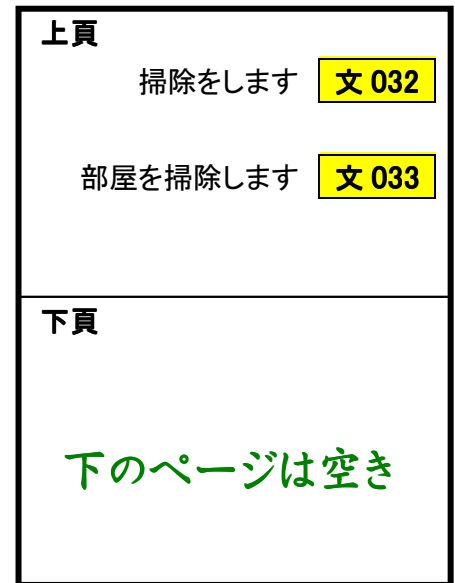 上頁
掃除をします 文 032
部屋を掃除します 文 033
下頁
下のページは空き